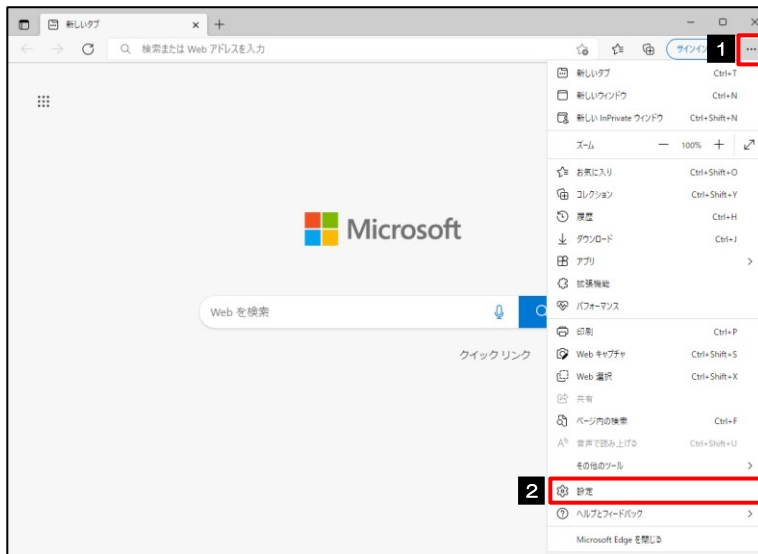 新しいタブ
検索または Web アドレスを入力
1
新しいタブ Ctrl+T
新しいウィンドウ Ctrl+N
新しい InPrivate ウィンドウ Ctrl+Shift+N
ズーム 100%
お気に入り Ctrl+Shift+O
コレクション Ctrl+Shift+Y
履歴 Ctrl+H
ダウンロード Ctrl+J
アプリ
拡張機能
パフォーマンス
印刷 Ctrl+P
Web キャプチャ Ctrl+Shift+S
Web 選択 Ctrl+Shift+X
共有
ページ内の検索 Ctrl+F
音声で読み上げる Ctrl+Shift+U
その他のツール
2 設定
ヘルプとフィードバック
Microsoft Edge を閉じる
Microsoft
Web を検索
クイック リンク